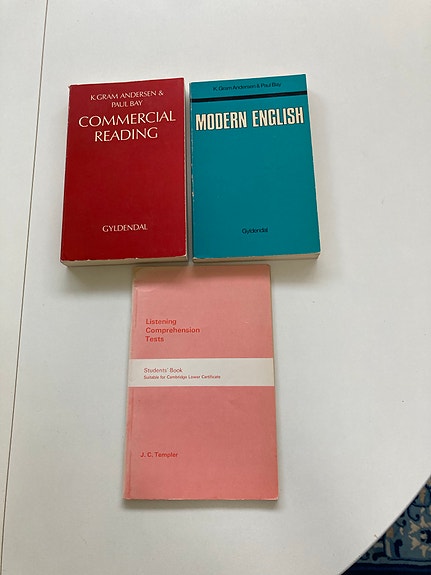 K. GRAM ANDERSEN &
PAUL BAY
COMMERCIAL
READING
GYLDENDAL
K. Gram Andersen & Paul Bay
MODERN ENGLISH
Gyldendal
Listening
Comprehension
Tests
Students' Book
Suitable for Cambridge Lower Certificate
J. C. Templer